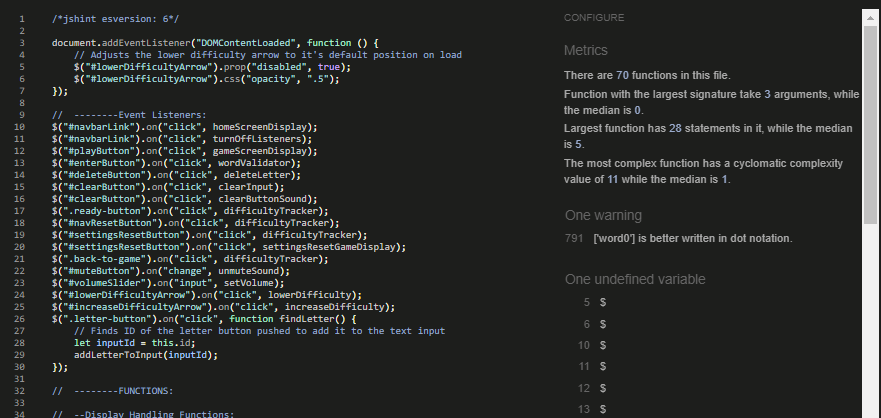 1 /*jshint esversion: 6*/
2
3 document.addEventListener("DOMContentLoaded", function () {
4 // Adjusts the lower difficulty arrow to it's default position on load
5 $("#lowerDifficultyArrow").prop("disabled", true);
6 $("#lowerDifficultyArrow").css("opacity", ".5");
7 });
8
9 // --------Event Listeners:
10 $("#navbarLink").on("click", homeScreenDisplay);
11 $("#navbarLink").on("click", turnOffListeners);
12 $("#playButton").on("click", gameScreenDisplay);
13 $("#enterButton").on("click", wordValidator);
14 $("#deleteButton").on("click", deleteLetter);
15 $("#clearButton").on("click", clearInput);
16 $("#clearButton").on("click", clearButtonSound);
17 $(".ready-button").on("click", difficultyTracker);
18 $("#navResetButton").on("click", difficultyTracker);
19 $("#settingsResetButton").on("click", difficultyTracker);
20 $("#settingsResetButton").on("click", settingsResetGameDisplay);
21 $(".back-to-game").on("click", difficultyTracker);
22 $("#muteButton").on("change", unmuteSound);
23 $("#volumeSlider").on("input", setVolume);
24 $("#lowerDifficultyArrow").on("click", lowerDifficulty);
25 $("#increaseDifficultyArrow").on("click", increaseDifficulty);
26 $(".letter-button").on("click", function findLetter() {
27 // Finds ID of the letter button pushed to add it to the text input
28 let inputId = this.id;
29 addLetterToInput(inputId);
30 });
31
32 // --------FUNCTIONS:
33
34 // --Display Handling Functions:
CONFIGURE
Metrics
There are 70 functions in this file.
Function with the largest signature take 3 arguments, while
the median is 0.
Largest function has 28 statements in it, while the median
is 5.
The most complex function has a cyclomatic complexity
value of 11 while the median is 1.
One warning
791 ['word0'] is better written in dot notation.
One undefined variable
5 $
6 $
10 $
11 $
12 $
13 $